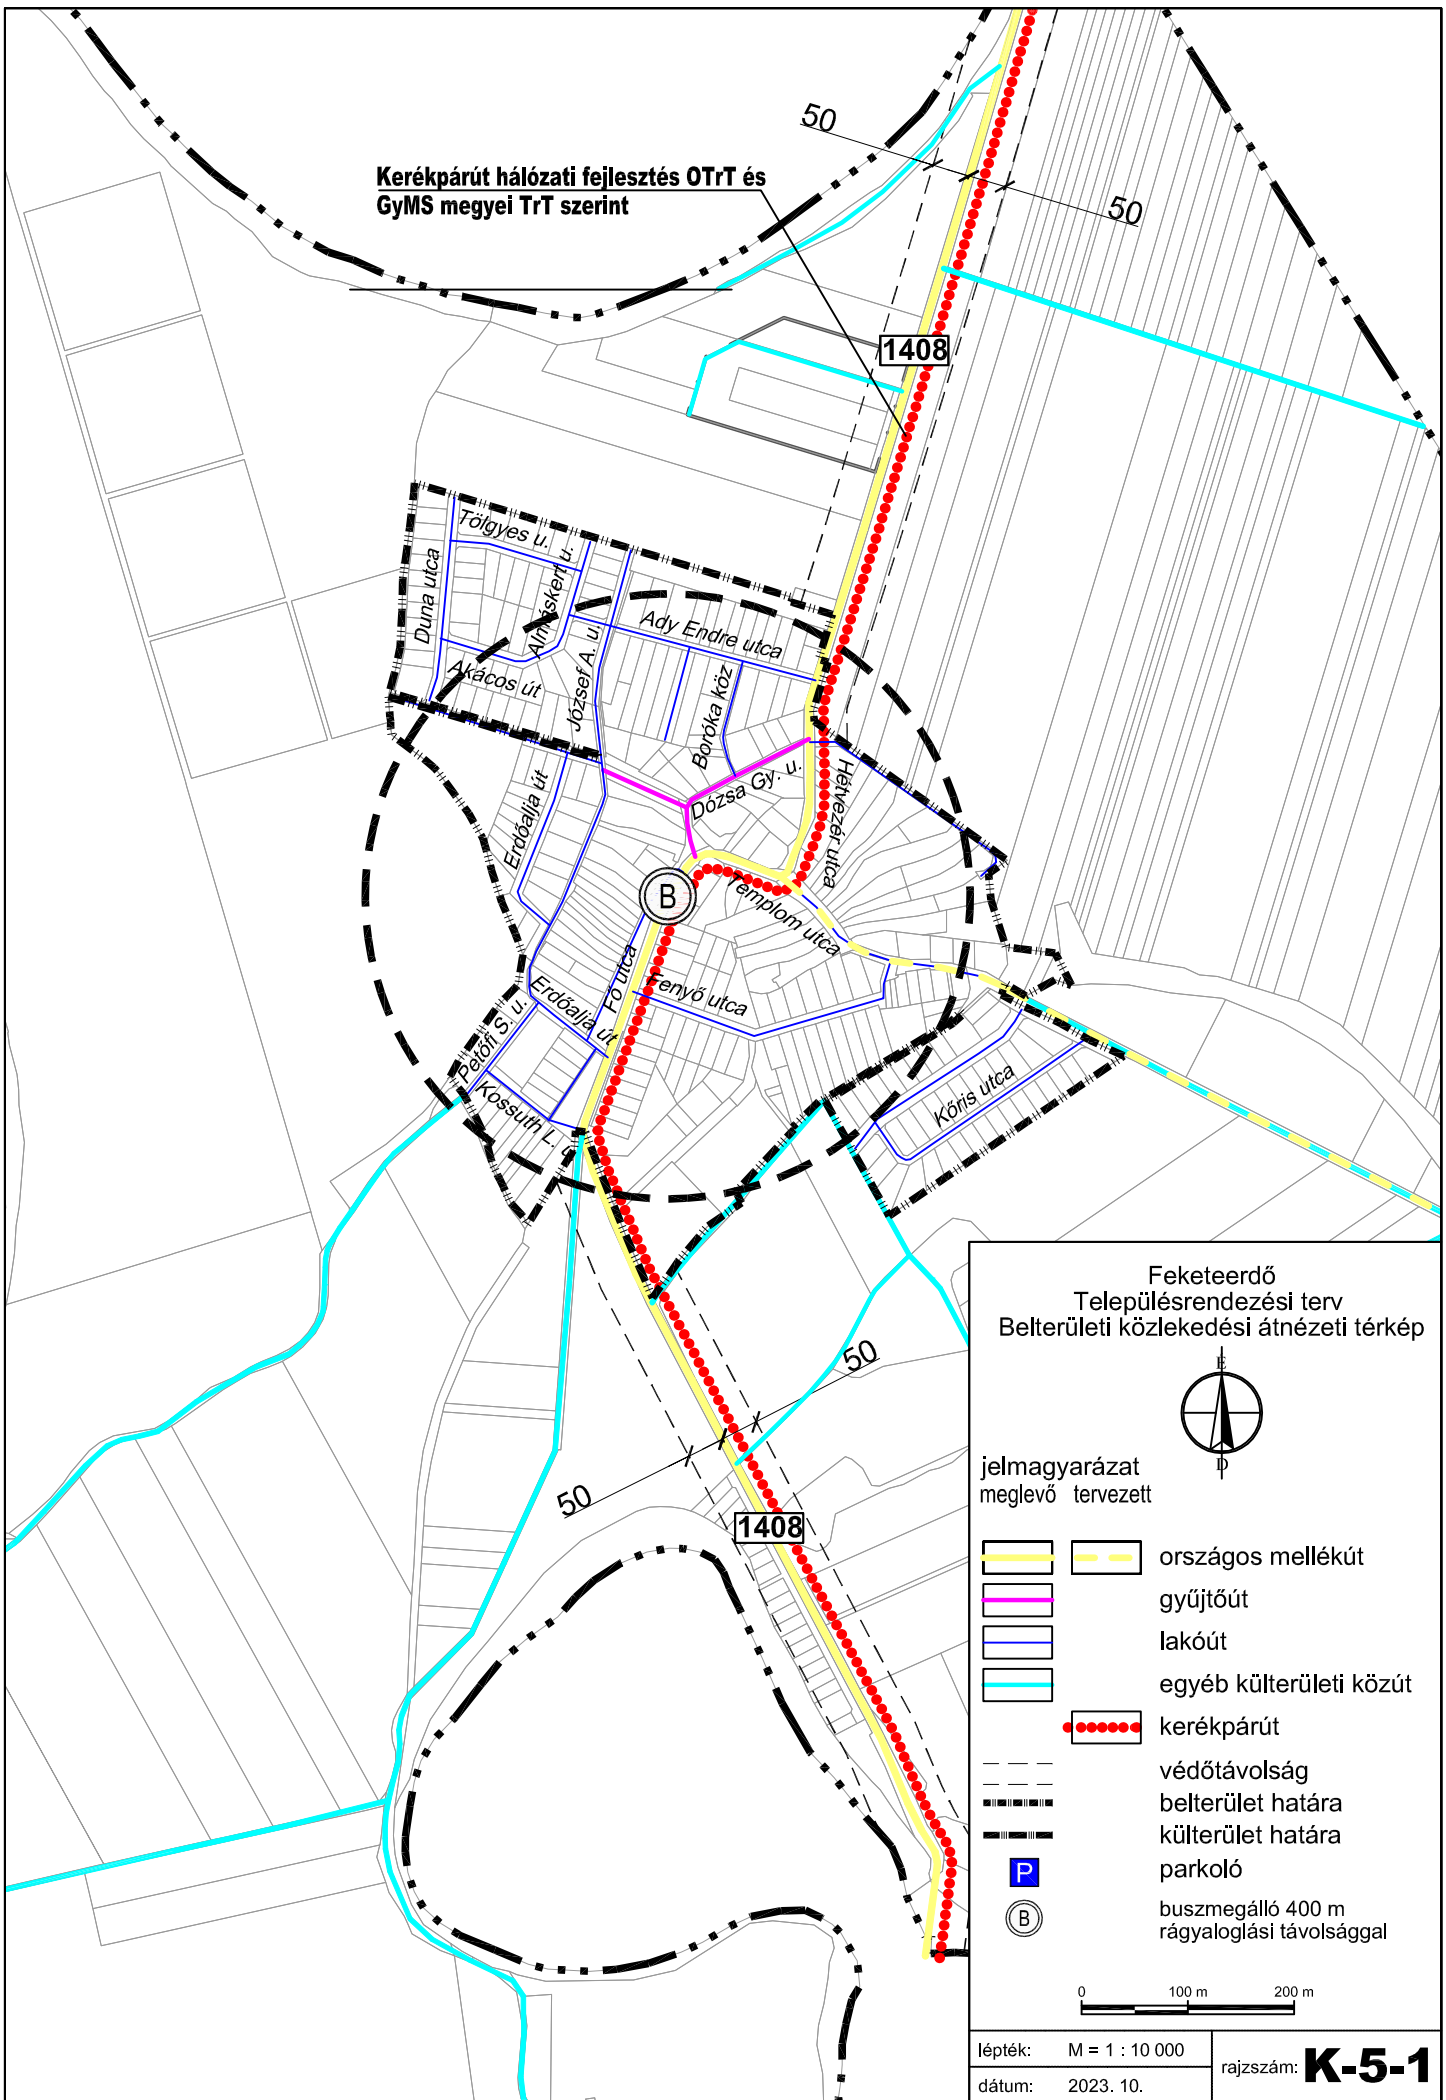 50
Kerékpárút hálózati fejlesztés OTrT és
GyMS megyei TrT szerint
50
1408
Tölgyes u.
Duna utca
Almáskert u.
Ady Endre utca
József A. u.
Akácos út
Boróka köz
Dózsa Gy. u.
Hétvezér utca
Erdőalja út
B
Templom utca
Fő utca
Fenyő utca
Erdőalja út
Petőfi S. u.
Kossuth L. u.
Kőris utca
50
50
1408
Feketeerdő
Településrendezési terv
Belterületi közlekedési átnézeti térkép
É
D
jelmagyarázat
meglevő tervezett
országos mellékút
gyűjtőút
lakóút
egyéb külterületi közút
kerékpárút
védőtávolság
belterület határa
külterület határa
P parkoló
B buszmegálló 400 m
rágyaloglási távolsággal
0 100 m 200 m
lépték: M = 1 : 10 000
rajzszám: K-5-1
dátum: 2023. 10.